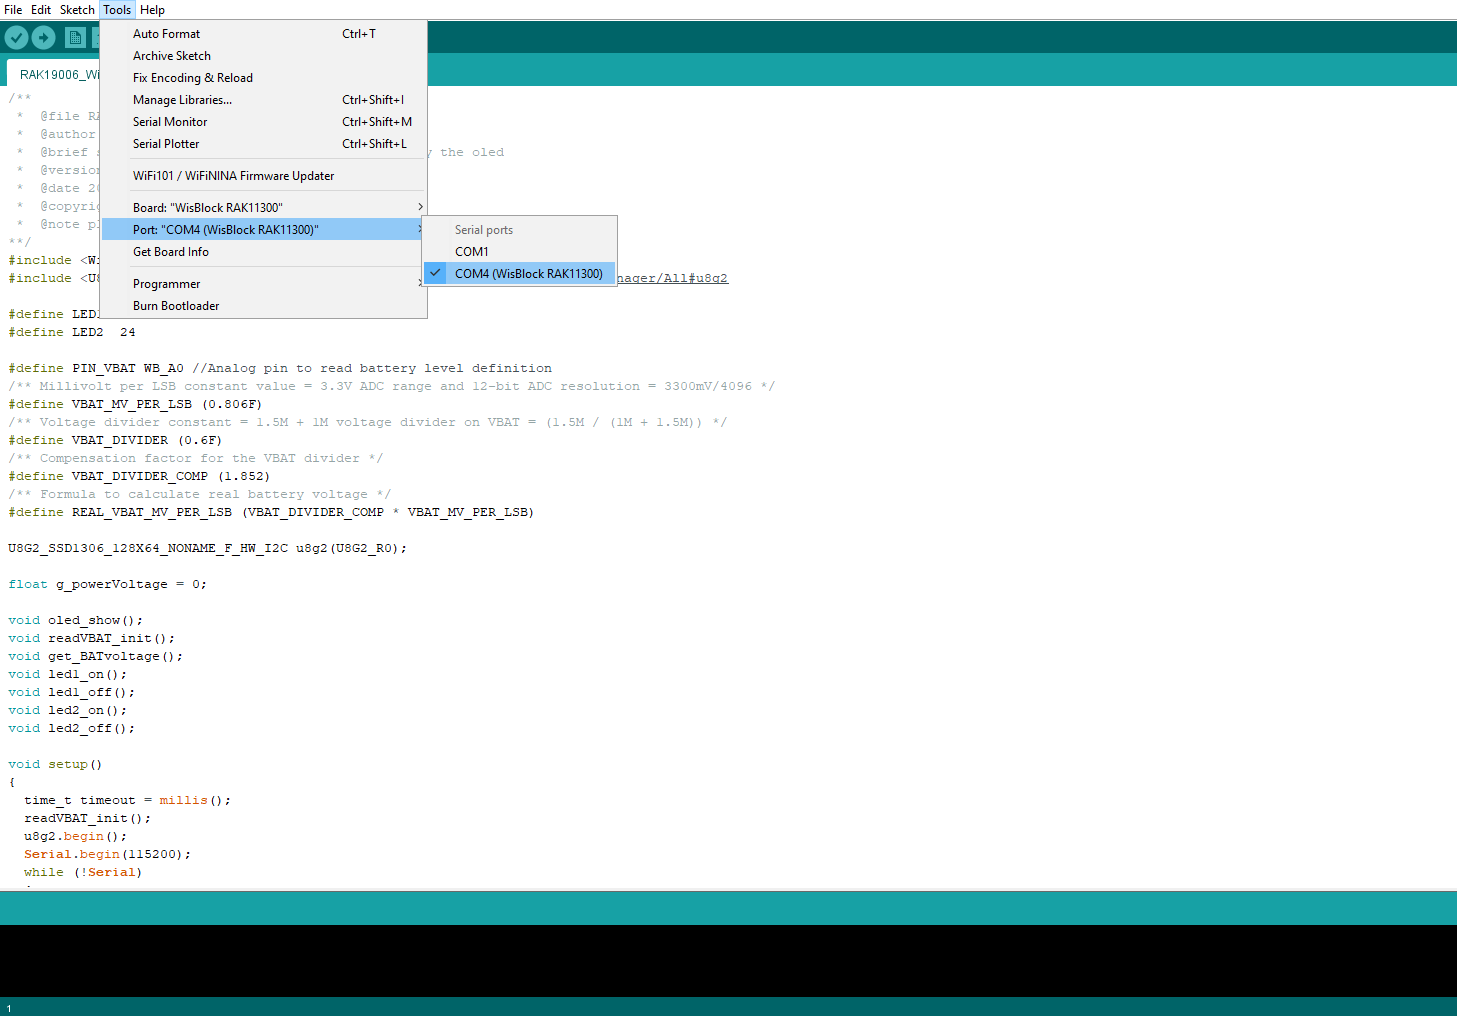 File Edit Sketch Tools Help
RAK19006_Wi
Auto Format Ctrl+T
Archive Sketch
Fix Encoding & Reload
Manage Libraries... Ctrl+Shift+I
Serial Monitor Ctrl+Shift+M
Serial Plotter Ctrl+Shift+L
WiFi101 / WiFiNINA Firmware Updater
Board: "WisBlock RAK11300"
Port: "COM4 (WisBlock RAK11300)"
Get Board Info
Programmer
Burn Bootloader
Serial ports
COM1
COM4 (WisBlock RAK11300)
/**
* @file RA
* @author
* @brief s y the oled
* @version
* @date 20
* @copyrig
* @note pl
**/
#include <Wi
#include <U8 nager/All#u8g2
#define LED1
#define LED2 24
#define PIN_VBAT WB_A0 //Analog pin to read battery level definition
/** Millivolt per LSB constant value = 3.3V ADC range and 12-bit ADC resolution = 3300mV/4096 */
#define VBAT_MV_PER_LSB (0.806F)
/** Voltage divider constant = 1.5M + 1M voltage divider on VBAT = (1.5M / (1M + 1.5M)) */
#define VBAT_DIVIDER (0.6F)
/** Compensation factor for the VBAT divider */
#define VBAT_DIVIDER_COMP (1.852)
/** Formula to calculate real battery voltage */
#define REAL_VBAT_MV_PER_LSB (VBAT_DIVIDER_COMP * VBAT_MV_PER_LSB)
U8G2_SSD1306_128X64_NONAME_F_HW_I2C u8g2(U8G2_R0);
float g_powerVoltage = 0;
void oled_show();
void readVBAT_init();
void get_BATvoltage();
void led1_on();
void led1_off();
void led2_on();
void led2_off();
void setup()
{
time_t timeout = millis();
readVBAT_init();
u8g2.begin();
Serial.begin(115200);
while (!Serial)
1